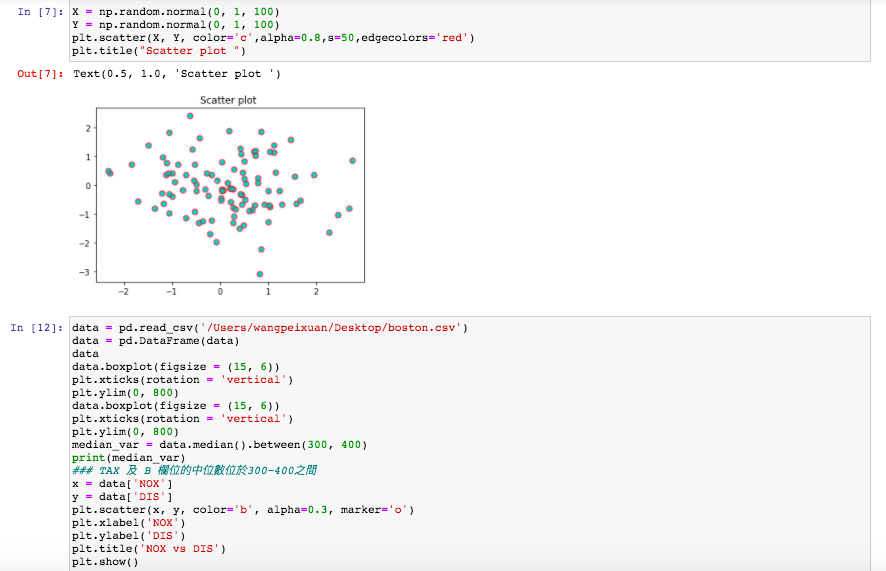 In [7]: X = np.random.normal(0, 1, 100)
Y = np.random.normal(0, 1, 100)
plt.scatter(X, Y, color='c',alpha=0.8,s=50,edgecolors='red')
plt.title("Scatter plot ")
Out[7]: Text(0.5, 1.0, 'Scatter plot ')
Scatter plot
2
1
0
−1
−2
−3
−2 −1 0 1 2
In [12]: data = pd.read_csv('/Users/wangpeixuan/Desktop/boston.csv')
data = pd.DataFrame(data)
data
data.boxplot(figsize = (15, 6))
plt.xticks(rotation = 'vertical')
plt.ylim(0, 800)
data.boxplot(figsize = (15, 6))
plt.xticks(rotation = 'vertical')
plt.ylim(0, 800)
median_var = data.median().between(300, 400)
print(median_var)
### TAX 及 B 欄位的中位數位於300~400之間
x = data['NOX']
y = data['DIS']
plt.scatter(x, y, color='b', alpha=0.3, marker='o')
plt.xlabel('NOX')
plt.ylabel('DIS')
plt.title('NOX vs DIS')
plt.show()